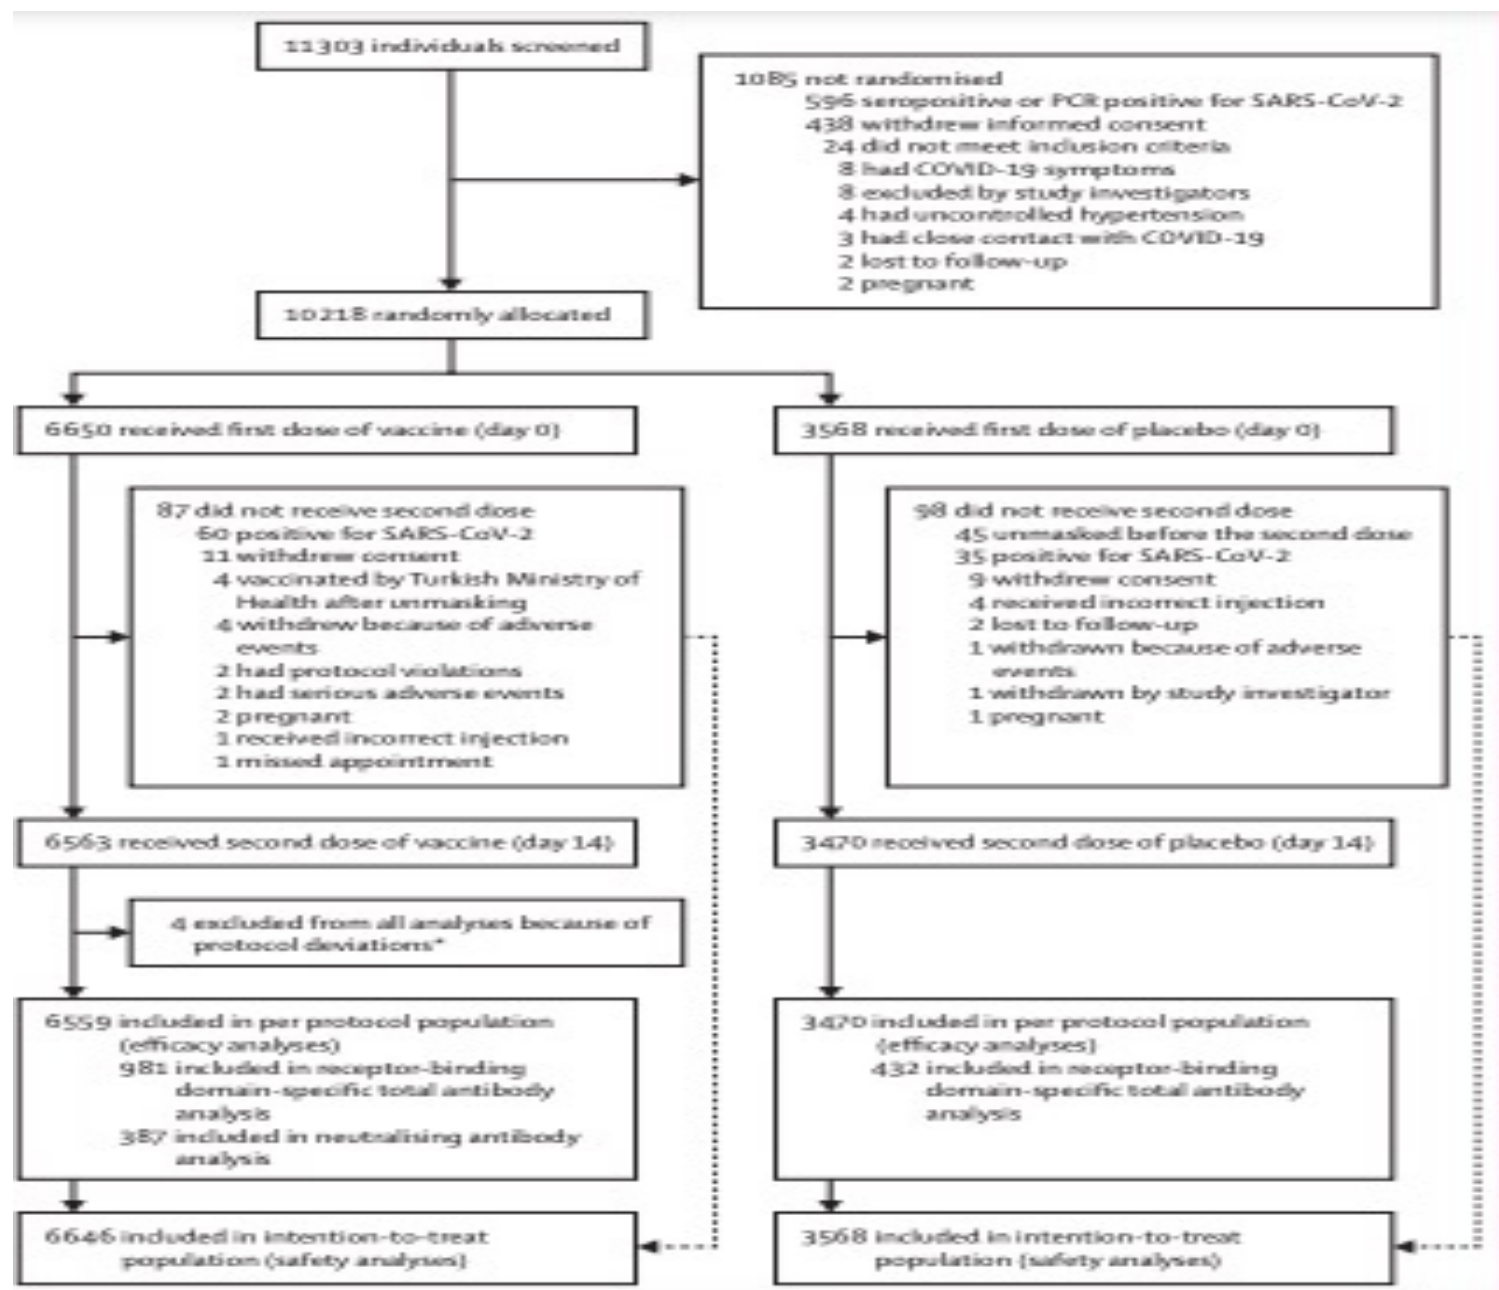 11303 individuals screened
1085 not randomised
596 seropositive or PCR positive for SARS-CoV-2
438 withdrew informed consent
24 did not meet inclusion criteria
8 had COVID-19 symptoms
8 excluded by study investigators
4 had uncontrolled hypertension
3 had close contact with COVID-19
2 lost to follow-up
2 pregnant
10218 randomly allocated
6650 received first dose of vaccine (day 0)
87 did not receive second dose
60 positive for SARS-CoV-2
11 withdrew consent
4 vaccinated by Turkish Ministry of
Health after unmasking
4 withdrew because of adverse
events
2 had protocol violations
2 had serious adverse events
2 pregnant
1 received incorrect injection
1 missed appointment
6563 received second dose of vaccine (day 14)
4 excluded from all analyses because of
protocol deviations*
6559 included in per protocol population
(efficacy analyses)
981 included in receptor-binding
domain-specific total antibody
analysis
387 included in neutralising antibody
analysis
6646 included in intention-to-treat
population (safety analyses)
3568 received first dose of placebo (day 0)
98 did not receive second dose
45 unmasked before the second dose
35 positive for SARS-CoV-2
9 withdrew consent
4 received incorrect injection
2 lost to follow-up
1 withdrawn because of adverse
events
1 withdrawn by study investigator
1 pregnant
3470 received second dose of placebo (day 14)
3470 included in per protocol population
(efficacy analyses)
432 included in receptor-binding
domain-specific total antibody
analysis
3568 included in intention-to-treat
population (safety analyses)